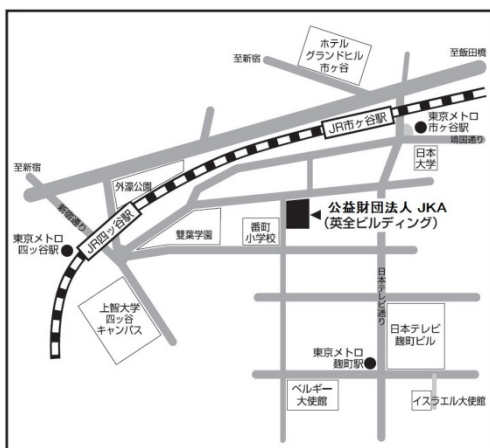 ホテル
グランドヒル
市ヶ谷
至新宿
至飯田橋
JR市ヶ谷駅
東京メトロ
市ヶ谷駅
靖国通り
日本
大学
至新宿
外濠公園
新宿通り
JR四ツ谷駅
東京メトロ
四ッ谷駅
雙葉学園
番町
小学校
公益財団法人 JKA
(英全ビルディング)
上智大学
四ッ谷
キャンパス
日本テレビ通り
日本テレビ
麹町ビル
東京メトロ
麹町駅
ベルギー
大使館
イスラエル大使館